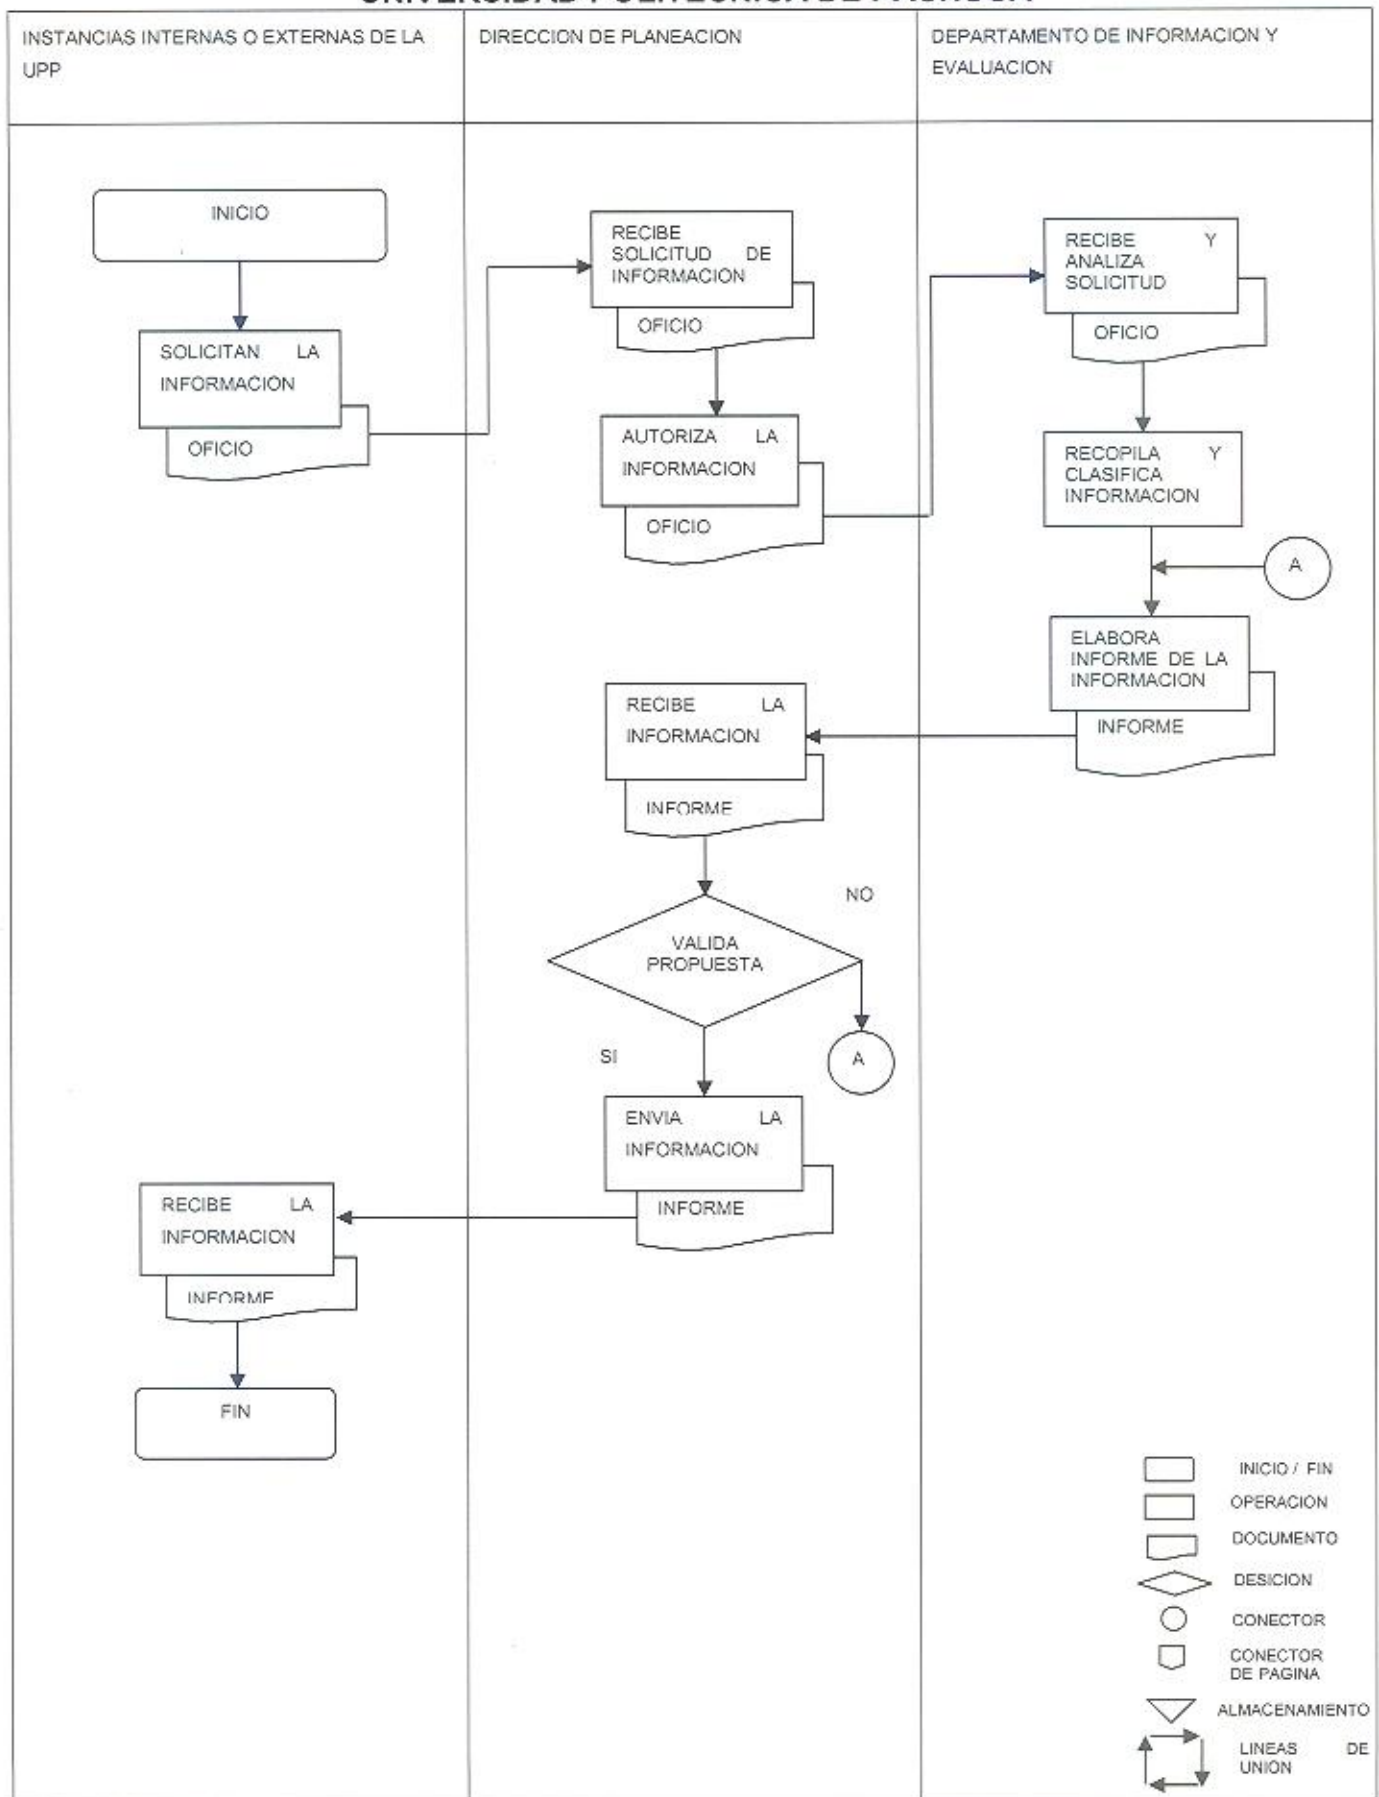 INSTANCIAS INTERNAS O EXTERNAS DE LA
UPP
DIRECCION DE PLANEACION
DEPARTAMENTO DE INFORMACION Y
EVALUACION
INICIO
SOLICITAN LA
INFORMACION
OFICIO
RECIBE
SOLICITUD DE
INFORMACION
OFICIO
AUTORIZA LA
INFORMACION
OFICIO
RECIBE Y
ANALIZA
SOLICITUD
OFICIO
RECOPILA Y
CLASIFICA
INFORMACION
A
ELABORA
INFORME DE LA
INFORMACION
INFORME
RECIBE LA
INFORMACION
INFORME
VALIDA
PROPUESTA
NO
A
SI
ENVIA LA
INFORMACION
INFORME
RECIBE LA
INFORMACION
INFORME
FIN
INICIO / FIN
OPERACION
DOCUMENTO
DESICION
CONECTOR
CONECTOR
DE PAGINA
ALMACENAMIENTO
LINEAS DE
UNION